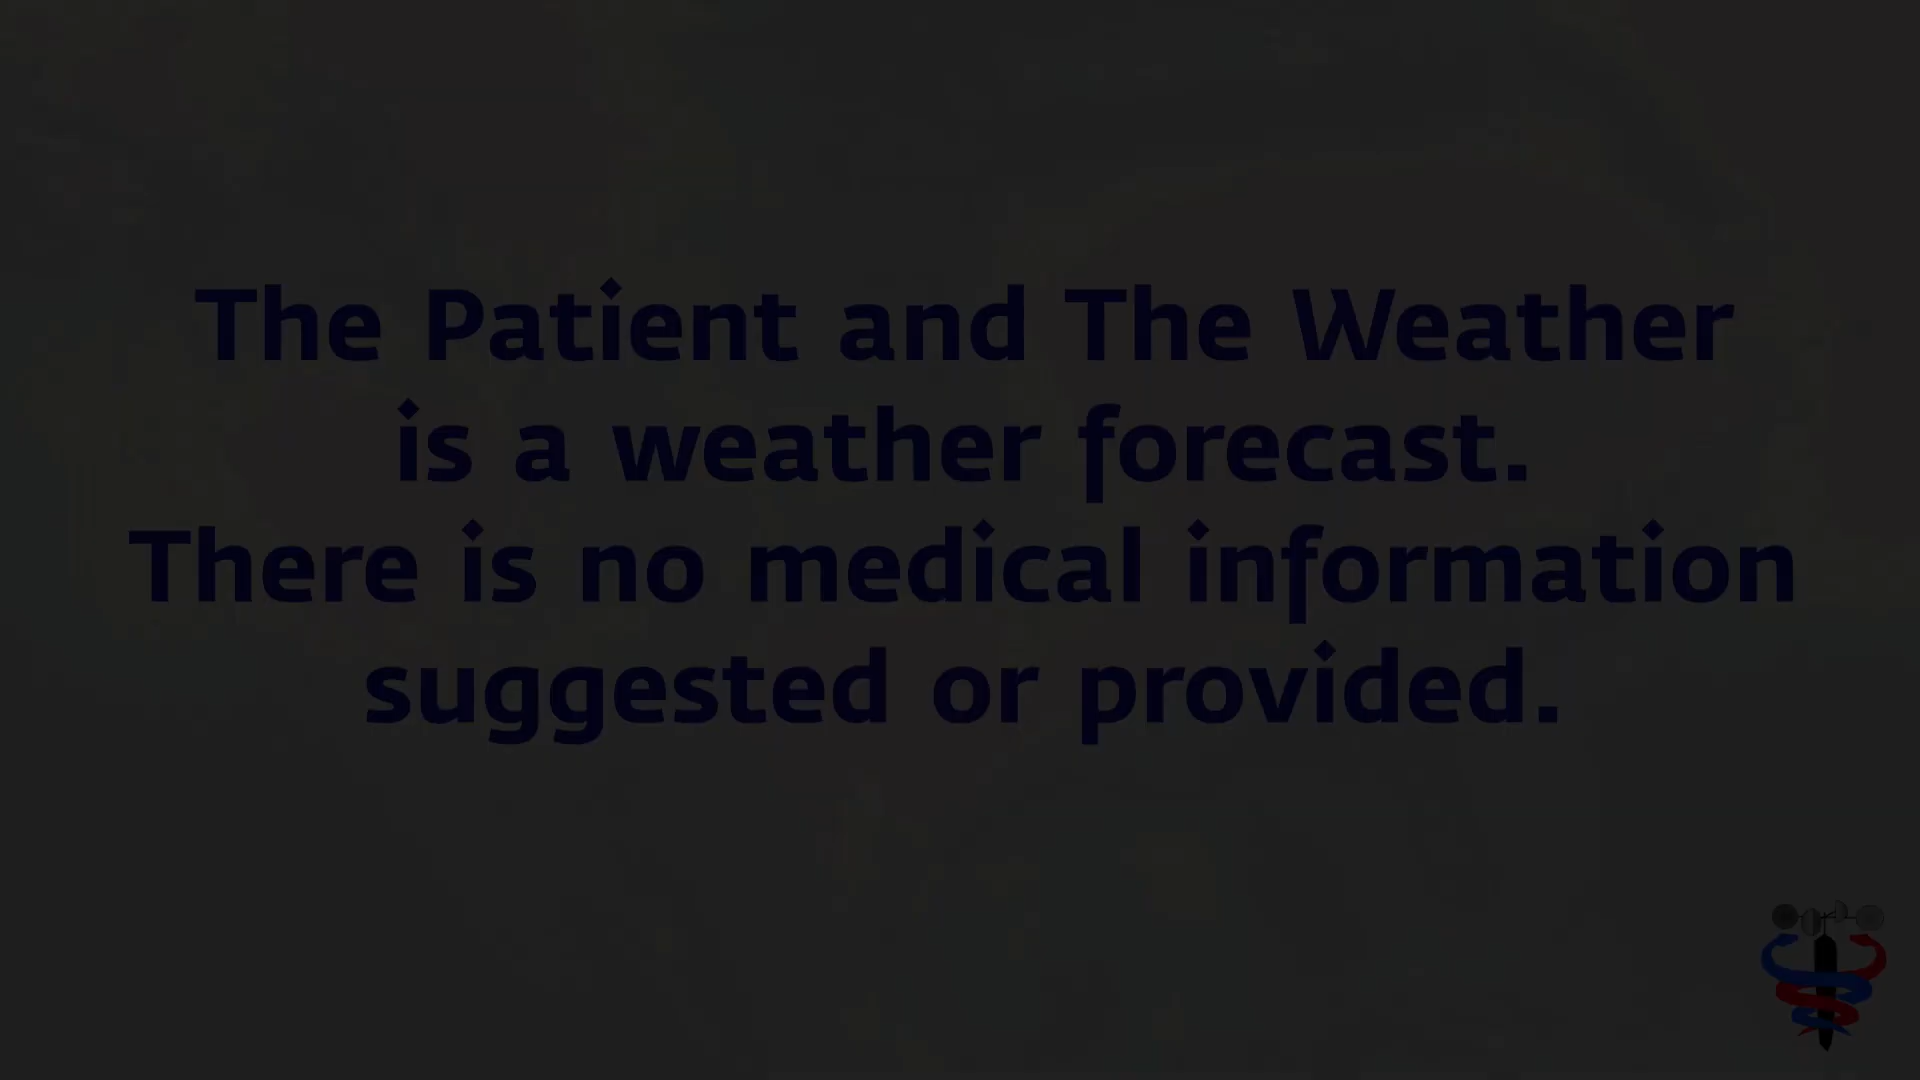 The Patient and The Weather
is a weather forecast.
There is no medical information
suggested or provided.